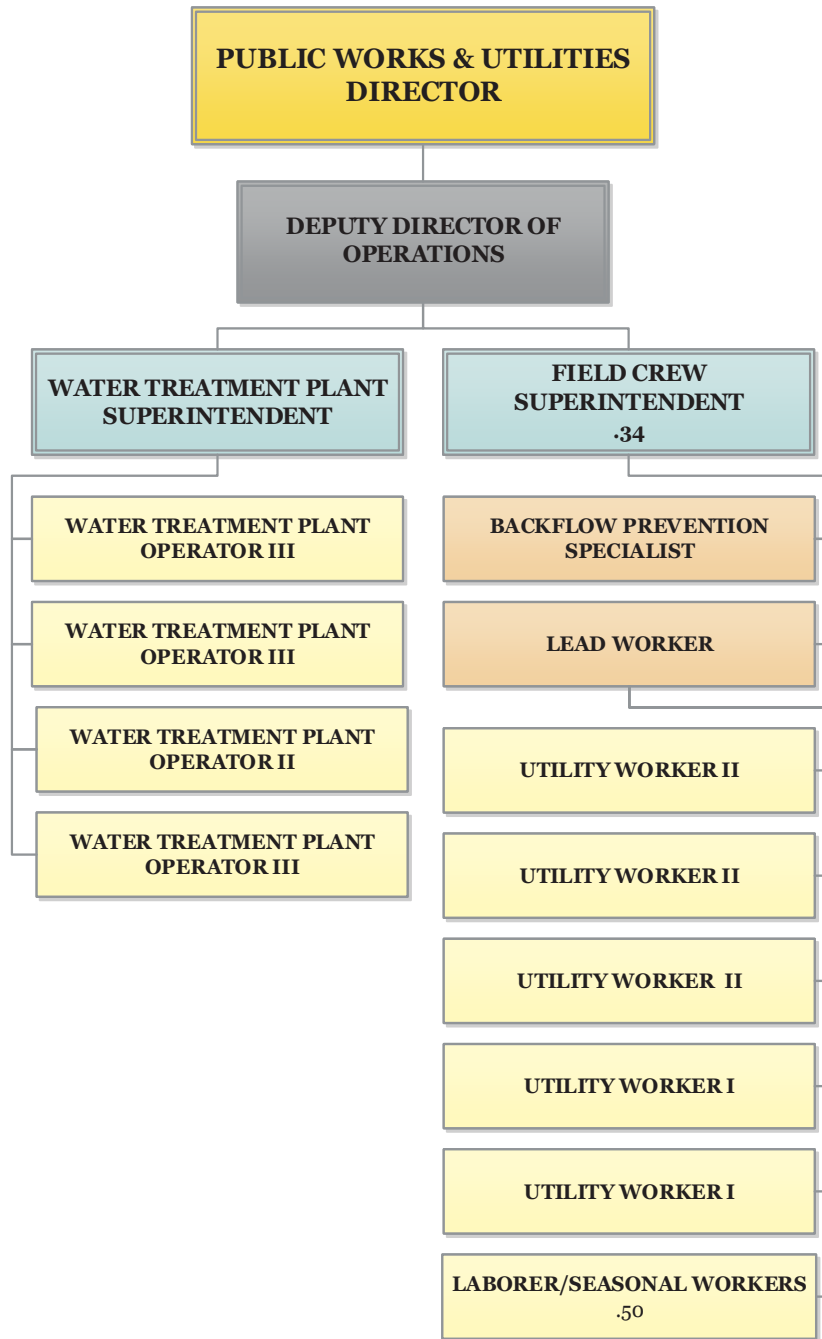 PUBLIC WORKS & UTILITIES
DIRECTOR
DEPUTY DIRECTOR OF
OPERATIONS
WATER TREATMENT PLANT
SUPERINTENDENT
WATER TREATMENT PLANT
OPERATOR III
WATER TREATMENT PLANT
OPERATOR III
WATER TREATMENT PLANT
OPERATOR II
WATER TREATMENT PLANT
OPERATOR III
FIELD CREW
SUPERINTENDENT
.34
BACKFLOW PREVENTION
SPECIALIST
LEAD WORKER
UTILITY WORKER II
UTILITY WORKER II
UTILITY WORKER II
UTILITY WORKER I
UTILITY WORKER I
LABORER/SEASONAL WORKERS
.50